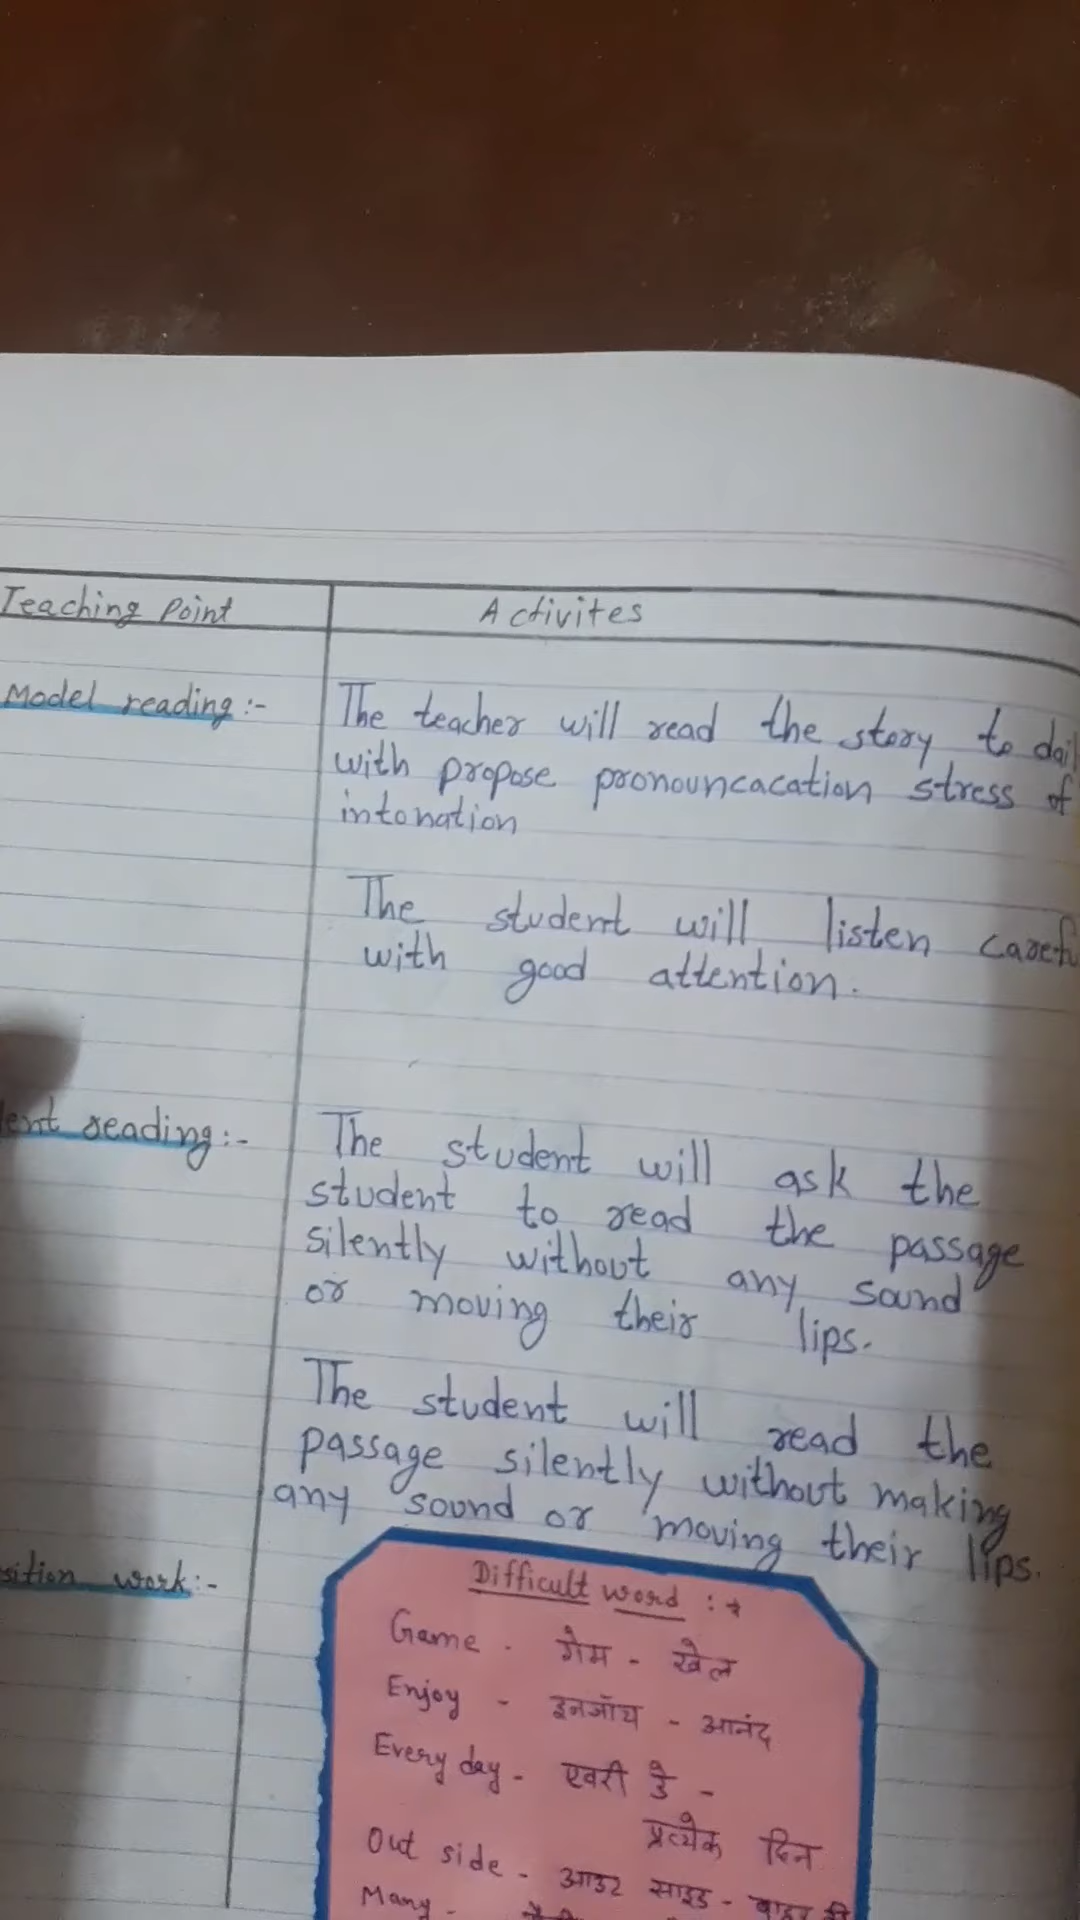 Teaching Point
Activites
Model reading :-
The teacher will read the story to
with propose pronouncacation stress of
intonation
The student will listen
with good attention.
reading :-
The student will ask the
student to read the passage
silently without any sound
or moving their lips.
The student will read the
passage silently without making
any sound or moving their lips.
work :-
Difficult word :→
Game - गेम - खेल
Enjoy - इनजॉय - आनंद
Every day - एवरी डे -
प्रत्येक दिन
Out side - आउट साइड -
Many -